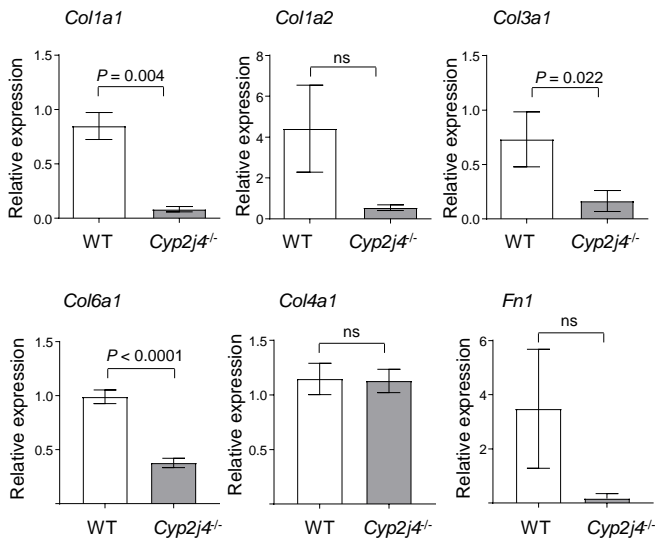 Col1a1
Relative expression
1.5
1.0
0.5
0.0
P = 0.004
WT
Cyp2j4-/-
Col1a2
Relative expression
8
6
4
2
0
ns
WT
Cyp2j4-/-
Col3a1
Relative expression
1.5
1.0
0.5
0.0
P = 0.022
WT
Cyp2j4-/-
Col6a1
Relative expression
1.5
1.0
0.5
P < 0.0001
WT
Cyp2j4-/-
Col4a1
Relative expression
1.5
1.0
0.5
ns
WT
Cyp2j4-/-
Fn1
Relative expression
6
4
2
ns
WT
Cyp2j4-/-